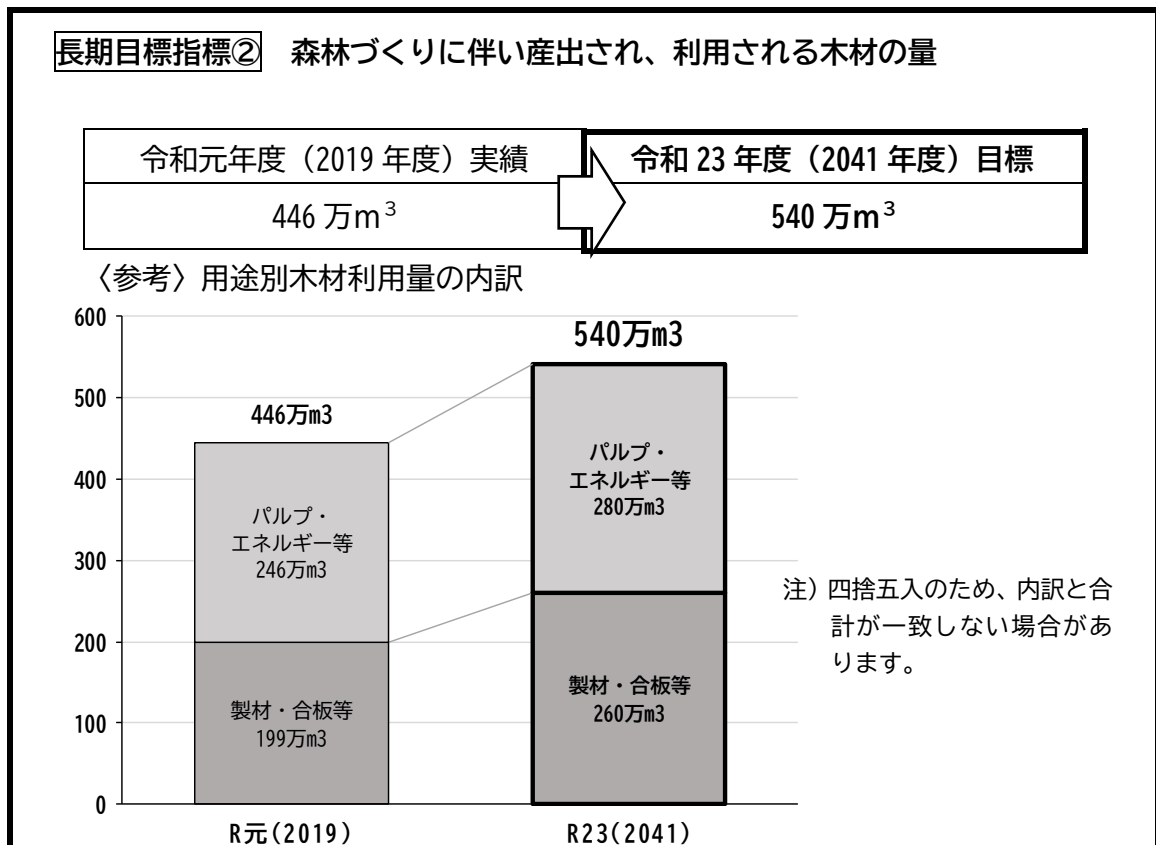 長期目標指標② 森林づくりに伴い産出され、利用される木材の量
令和元年度（2019 年度）実績
令和 23 年度（2041 年度）目標
446 万m³
540 万m³
〈参考〉用途別木材利用量の内訳
600
500
400
300
200
100
0
446万m3
パルプ・
エネルギー等
246万m3
製材・合板等
199万m3
540万m3
パルプ・
エネルギー等
280万m3
製材・合板等
260万m3
R元(2019)
R23(2041)
注）四捨五入のため、内訳と合
計が一致しない場合があ
ります。